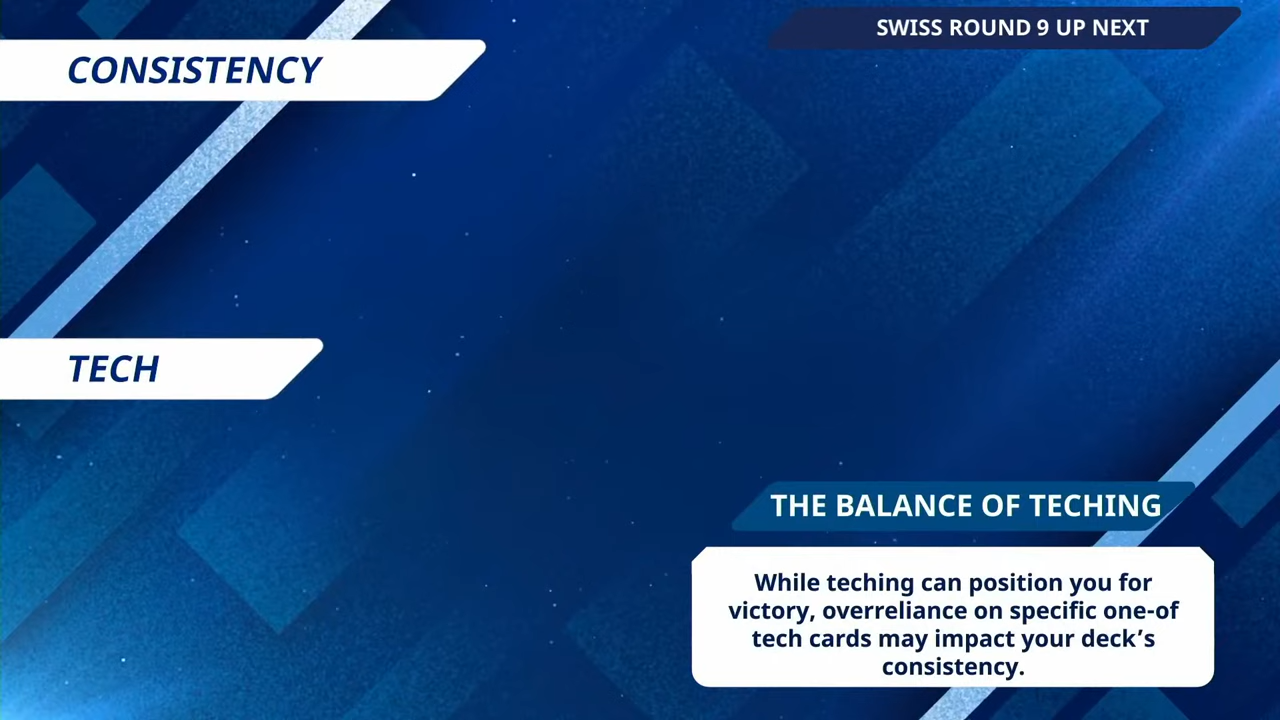 SWISS ROUND 9 UP NEXT
CONSISTENCY
TECH
THE BALANCE OF TECHING
While teching can position you for
victory, overreliance on specific one-of
tech cards may impact your deck’s
consistency.